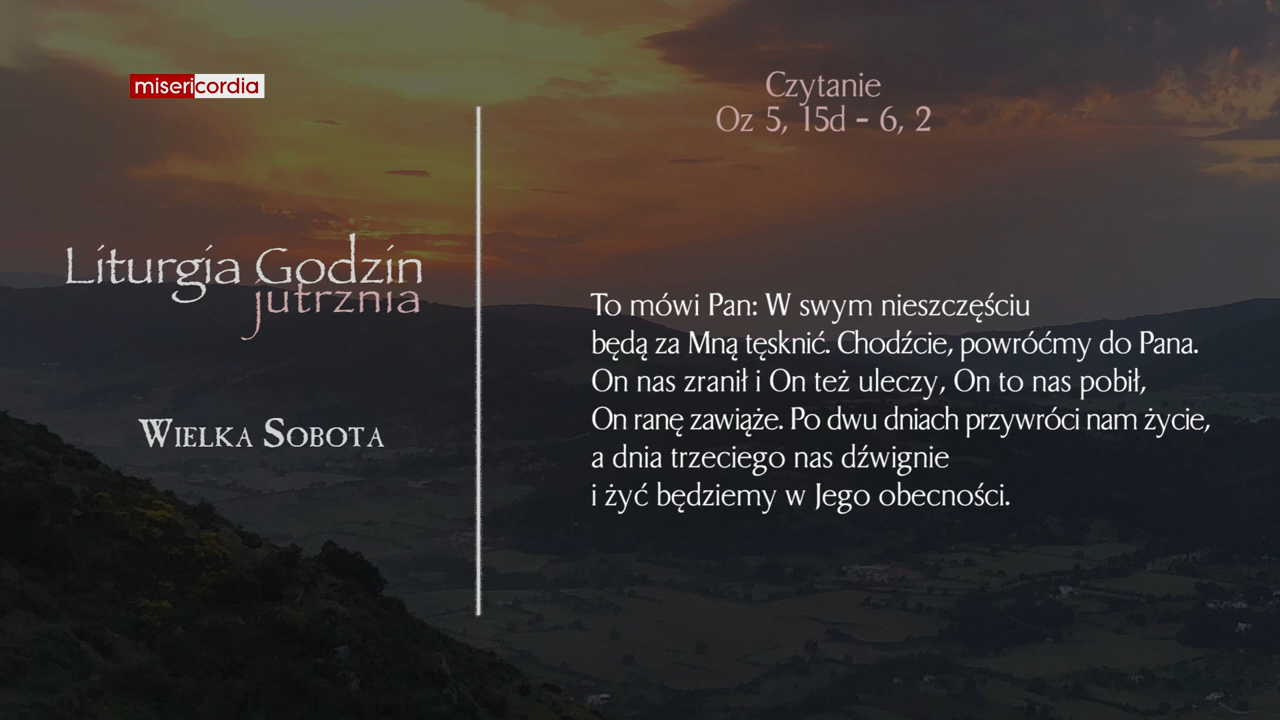 misericordia
Liturgia Godzin
jutrznia
Wielka Sobota
Czytanie
Oz 5, 15d - 6, 2
To mówi Pan: W swym nieszczęściu
będą za Mną tęsknić. Chodźcie, powróćmy do Pana.
On nas zranił i On też uleczy, On to nas pobił,
On ranę zawiąże. Po dwu dniach przywróci nam życie,
a dnia trzeciego nas dźwignie
i żyć będziemy w Jego obecności.